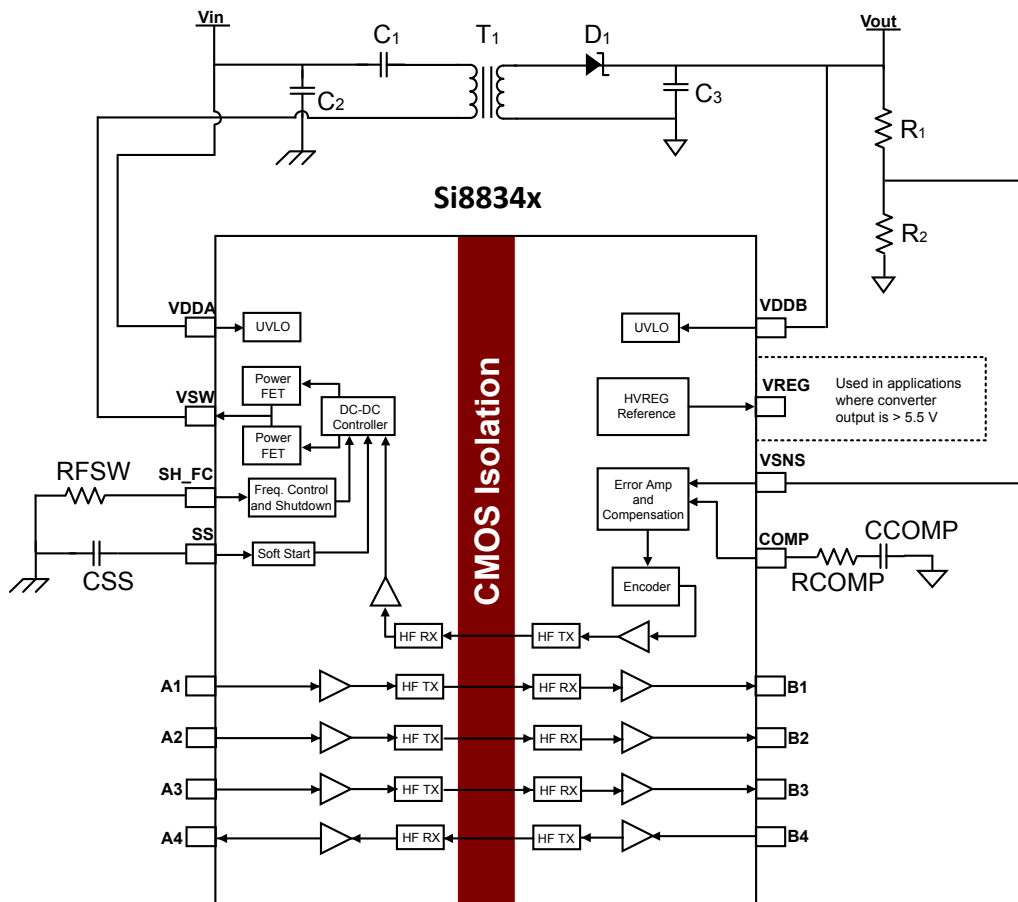 Vin
C1
T1
D1
Vout
C2
C3
R1
R2
Si8834x
CMOS Isolation
VDDA
UVLO
UVLO
VDDB
VSW
Power
FET
Power
FET
DC-DC
Controller
HVREG
Reference
VREG
Used in applications
where converter
output is > 5.5 V
RFSW
SH_FC
Freq. Control
and Shutdown
Error Amp
and
Compensation
VSNS
SS
CSS
Soft Start
COMP
CCOMP
RCOMP
Encoder
HF RX
HF TX
A1
HF TX
HF RX
B1
A2
HF TX
HF RX
B2
A3
HF TX
HF RX
B3
A4
HF RX
HF TX
B4